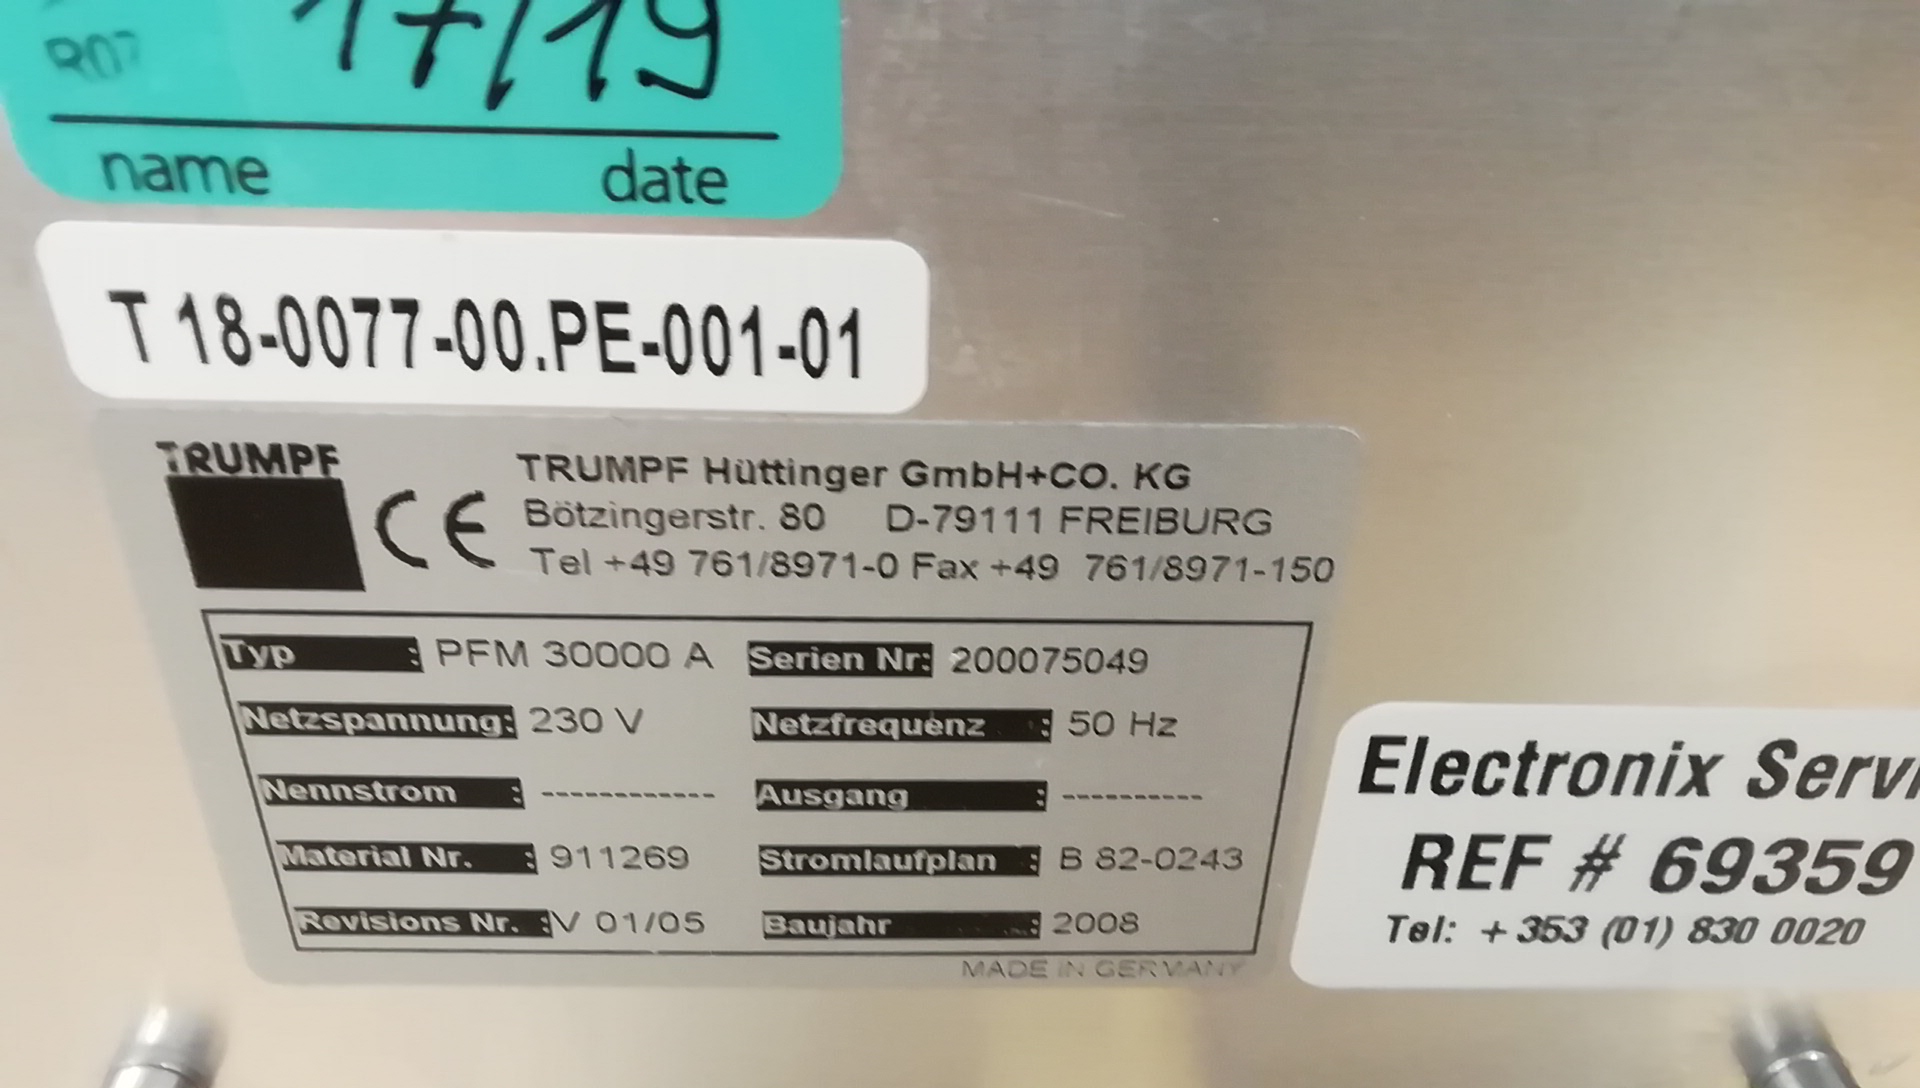 R07 17/19
name date
T 18-0077-00.PE-001-01
TRUMPF
CE
TRUMPF Hüttinger GmbH+CO. KG
Bötzingerstr. 80 D-79111 FREIBURG
Tel +49 761/8971-0 Fax +49 761/8971-150
Typ : PFM 30000 A Serien Nr: 200075049
Netzspannung: 230 V Netzfrequenz : 50 Hz
Nennstrom : ------------ Ausgang : ----------
Material Nr. : 911269 Stromlaufplan : B 82-0243
Revisions Nr. :V 01/05 Baujahr : 2008
MADE IN GERMANY
Electronix Servi
REF # 69359
Tel: +353 (01) 830 0020